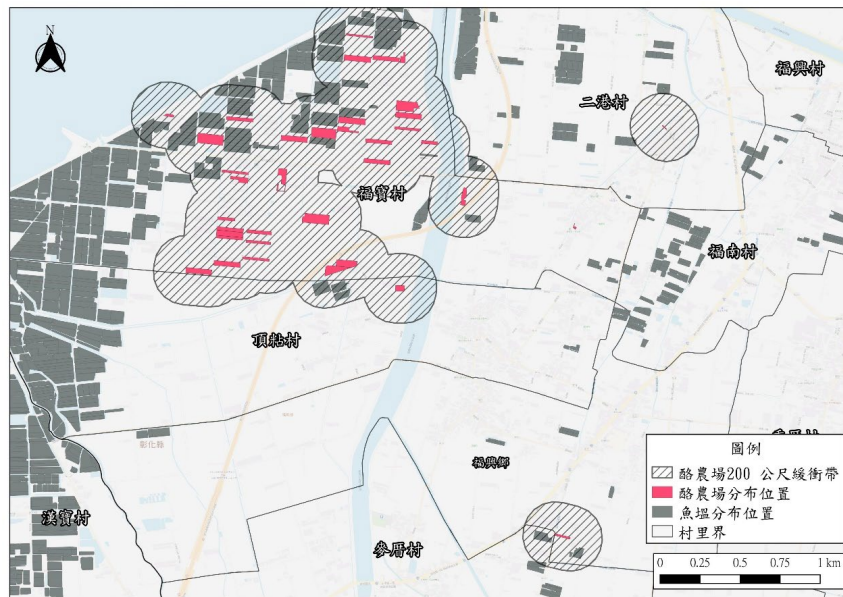 N
福興村
二港村
福寶村
福南村
頂粘村
彰化縣
福興鄉
漢寶村
參厝村
圖例
酪農場200 公尺緩衝帶
酪農場分布位置
魚塭分布位置
村里界
0 0.25 0.5 0.75 1 km